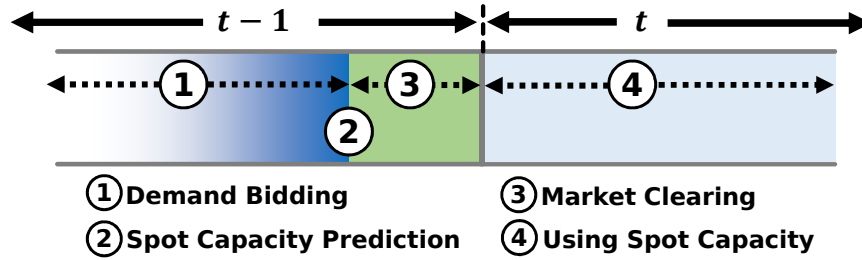 t − 1
t
1
3
4
2
1 Demand Bidding
3 Market Clearing
2 Spot Capacity Prediction
4 Using Spot Capacity